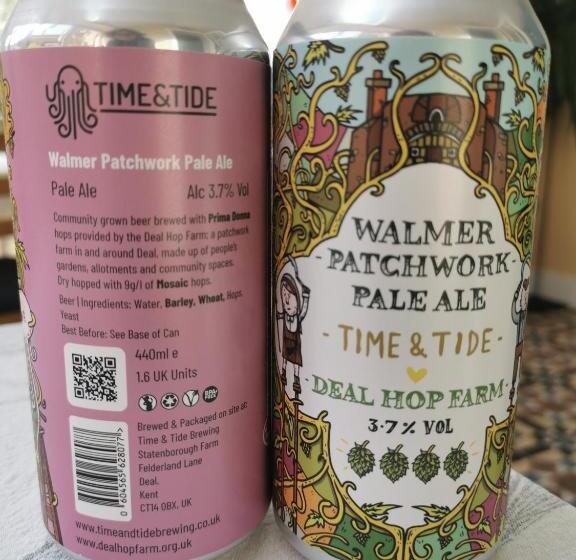 TIME&TIDE
Walmer Patchwork Pale Ale
Pale Ale Alc 3.7% Vol
Community grown beer brewed with Prima Donna
hops provided by the Deal Hop Farm: a patchwork
farm in and around Deal, made up of people's
gardens, allotments and community spaces.
Dry hopped with 9g/l of Mosaic hops.
Beer | Ingredients: Water, Barley, Wheat, Hops,
Yeast
Best Before: See Base of Can
440ml e
1.6 UK Units
Brewed & Packaged on site at:
Time & Tide Brewing
Statenborough Farm
Felderland Lane
Deal,
Kent
CT14 0BX, UK
0 604565 628077
www.timeandtidebrewing.co.uk
www.dealhopfarm.org.uk
WALMER
PATCHWORK
PALE ALE
- TIME & TIDE -
DEAL HOP FARM
3.7% VOL